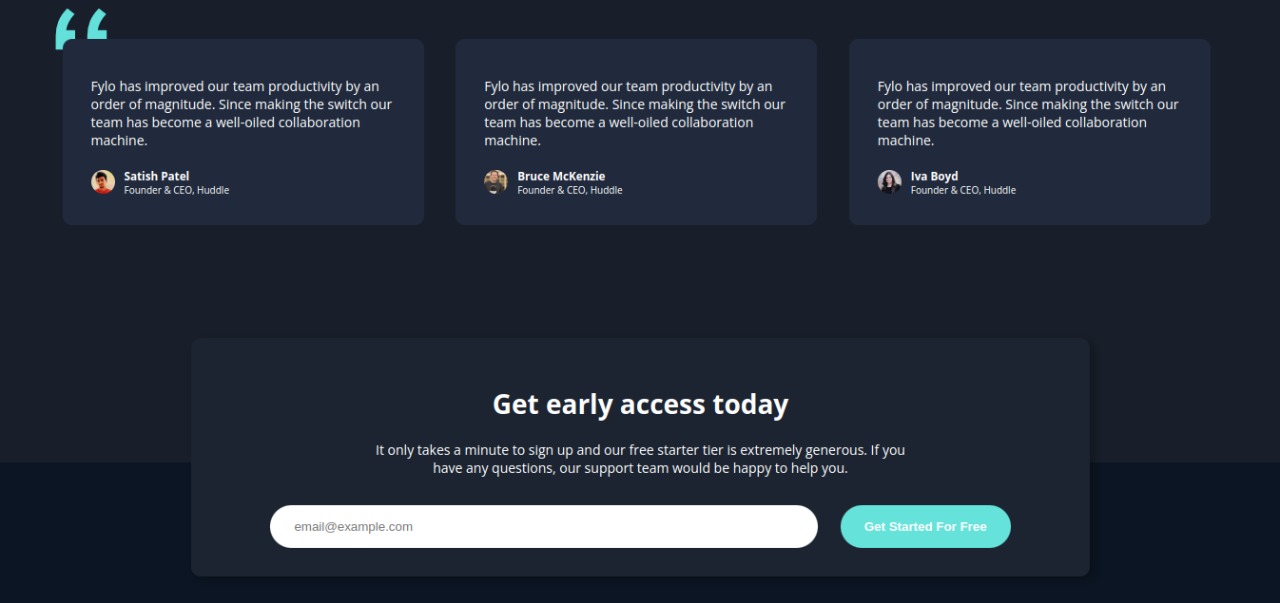 “
Fylo has improved our team productivity by an
order of magnitude. Since making the switch our
team has become a well-oiled collaboration
machine.
Satish Patel
Founder & CEO, Huddle
Fylo has improved our team productivity by an
order of magnitude. Since making the switch our
team has become a well-oiled collaboration
machine.
Bruce McKenzie
Founder & CEO, Huddle
Fylo has improved our team productivity by an
order of magnitude. Since making the switch our
team has become a well-oiled collaboration
machine.
Iva Boyd
Founder & CEO, Huddle
Get early access today
It only takes a minute to sign up and our free starter tier is extremely generous. If you
have any questions, our support team would be happy to help you.
email@example.com
Get Started For Free